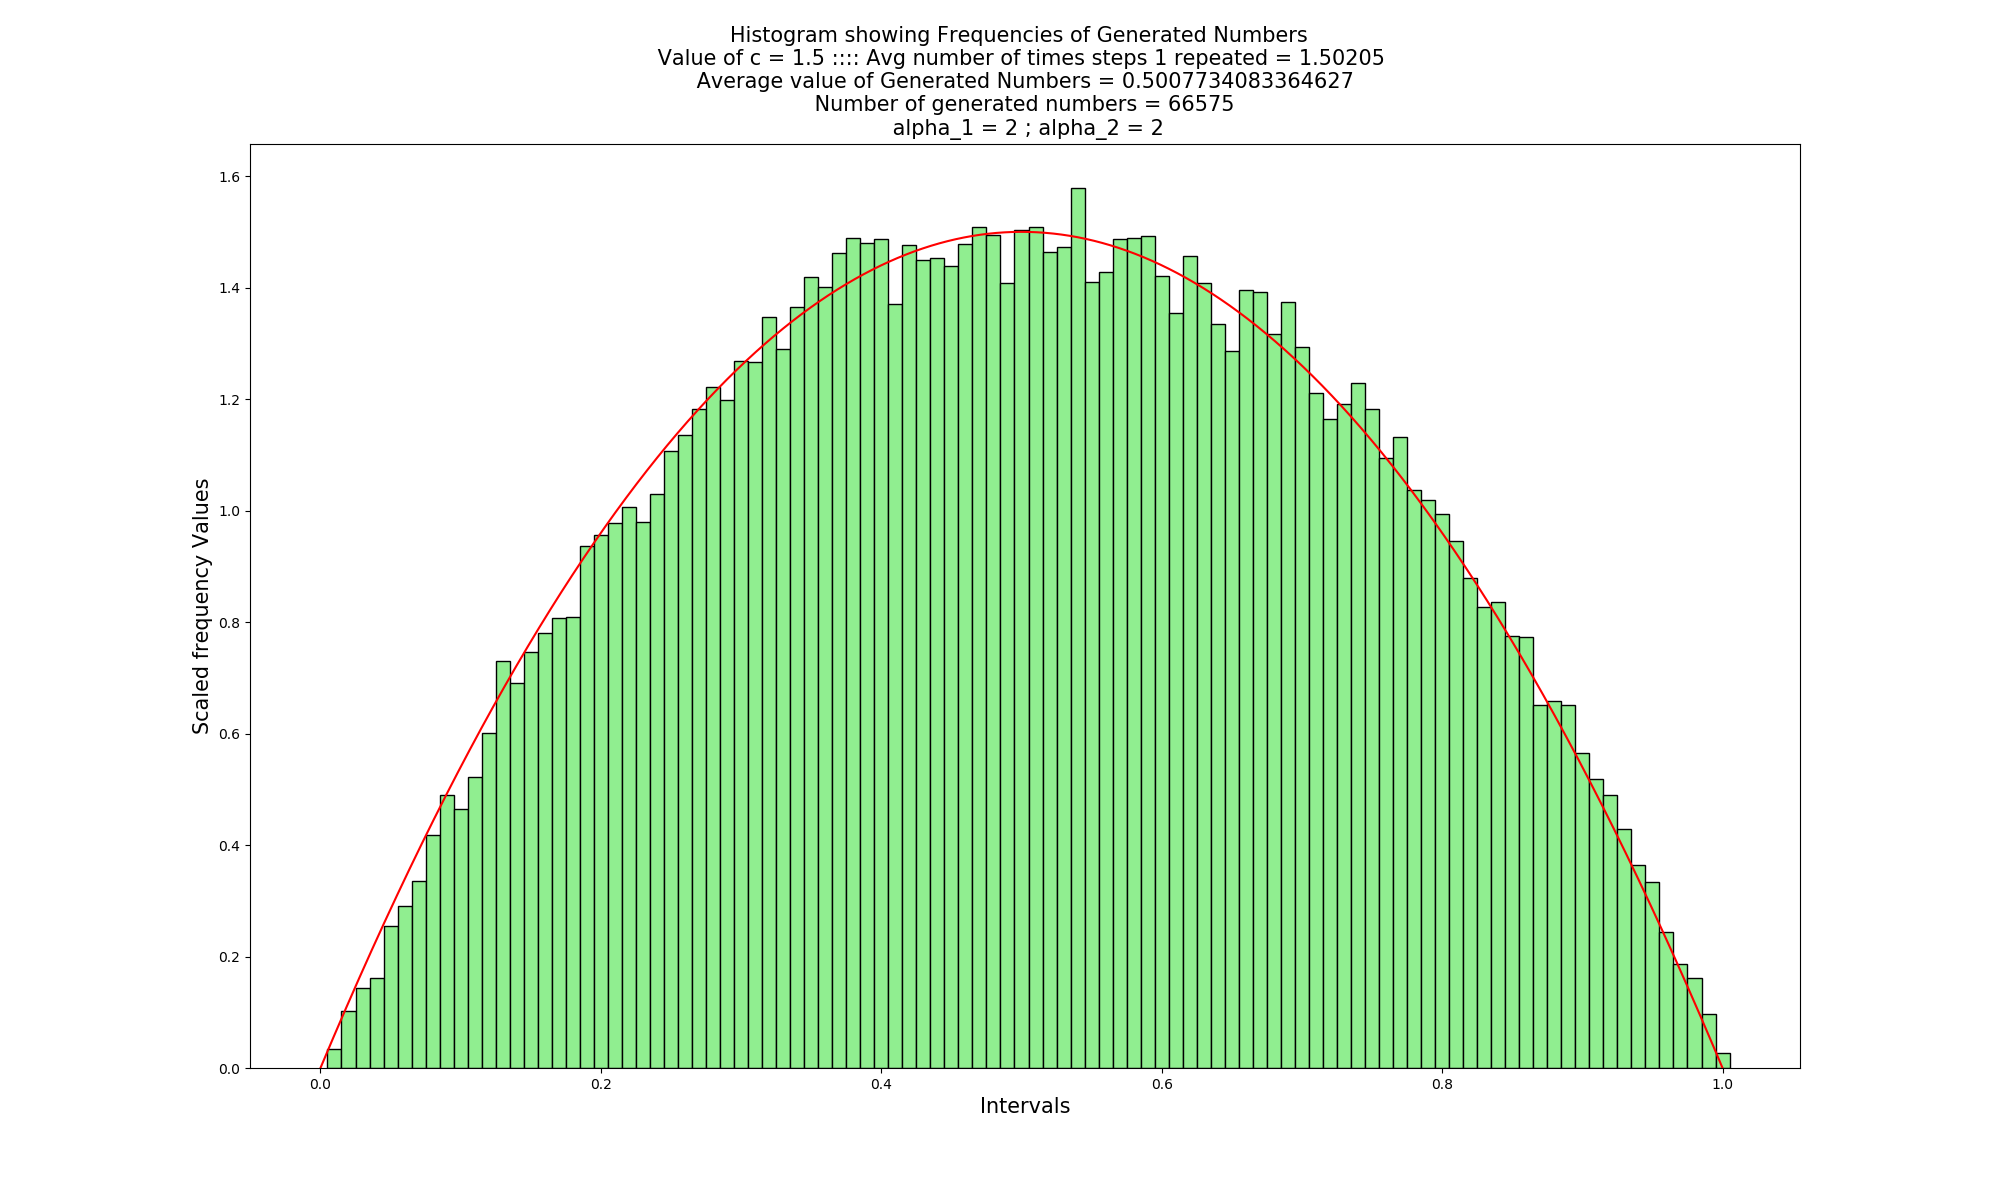 Histogram showing Frequencies of Generated Numbers
Value of c = 1.5 :::: Avg number of times steps 1 repeated = 1.50205
Average value of Generated Numbers = 0.5007734083364627
Number of generated numbers = 66575
alpha_1 = 2 ; alpha_2 = 2
1.6
1.4
1.2
1.0
0.8
0.6
0.4
0.2
0.0
Scaled frequency Values
0.0 0.2 0.4 0.6 0.8 1.0
Intervals